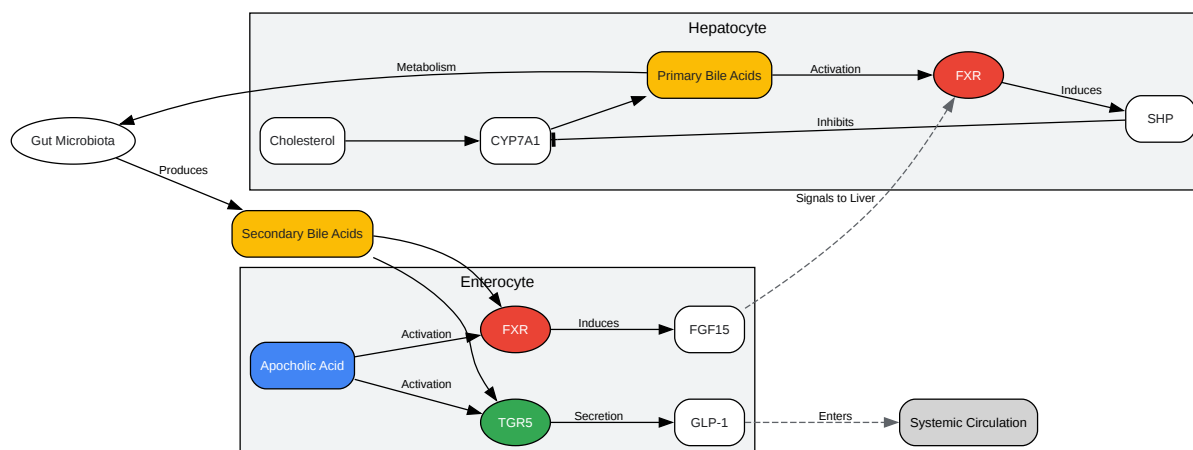 Hepatocyte
Metabolism
Primary Bile Acids
Activation
FXR
Induces
SHP
Inhibits
Gut Microbiota
Cholesterol
CYP7A1
Produces
Signals to Liver
Secondary Bile Acids
Enterocyte
FXR
Induces
FGF15
Activation
Apocholic Acid
Activation
TGR5
Secretion
GLP-1
Enters
Systemic Circulation